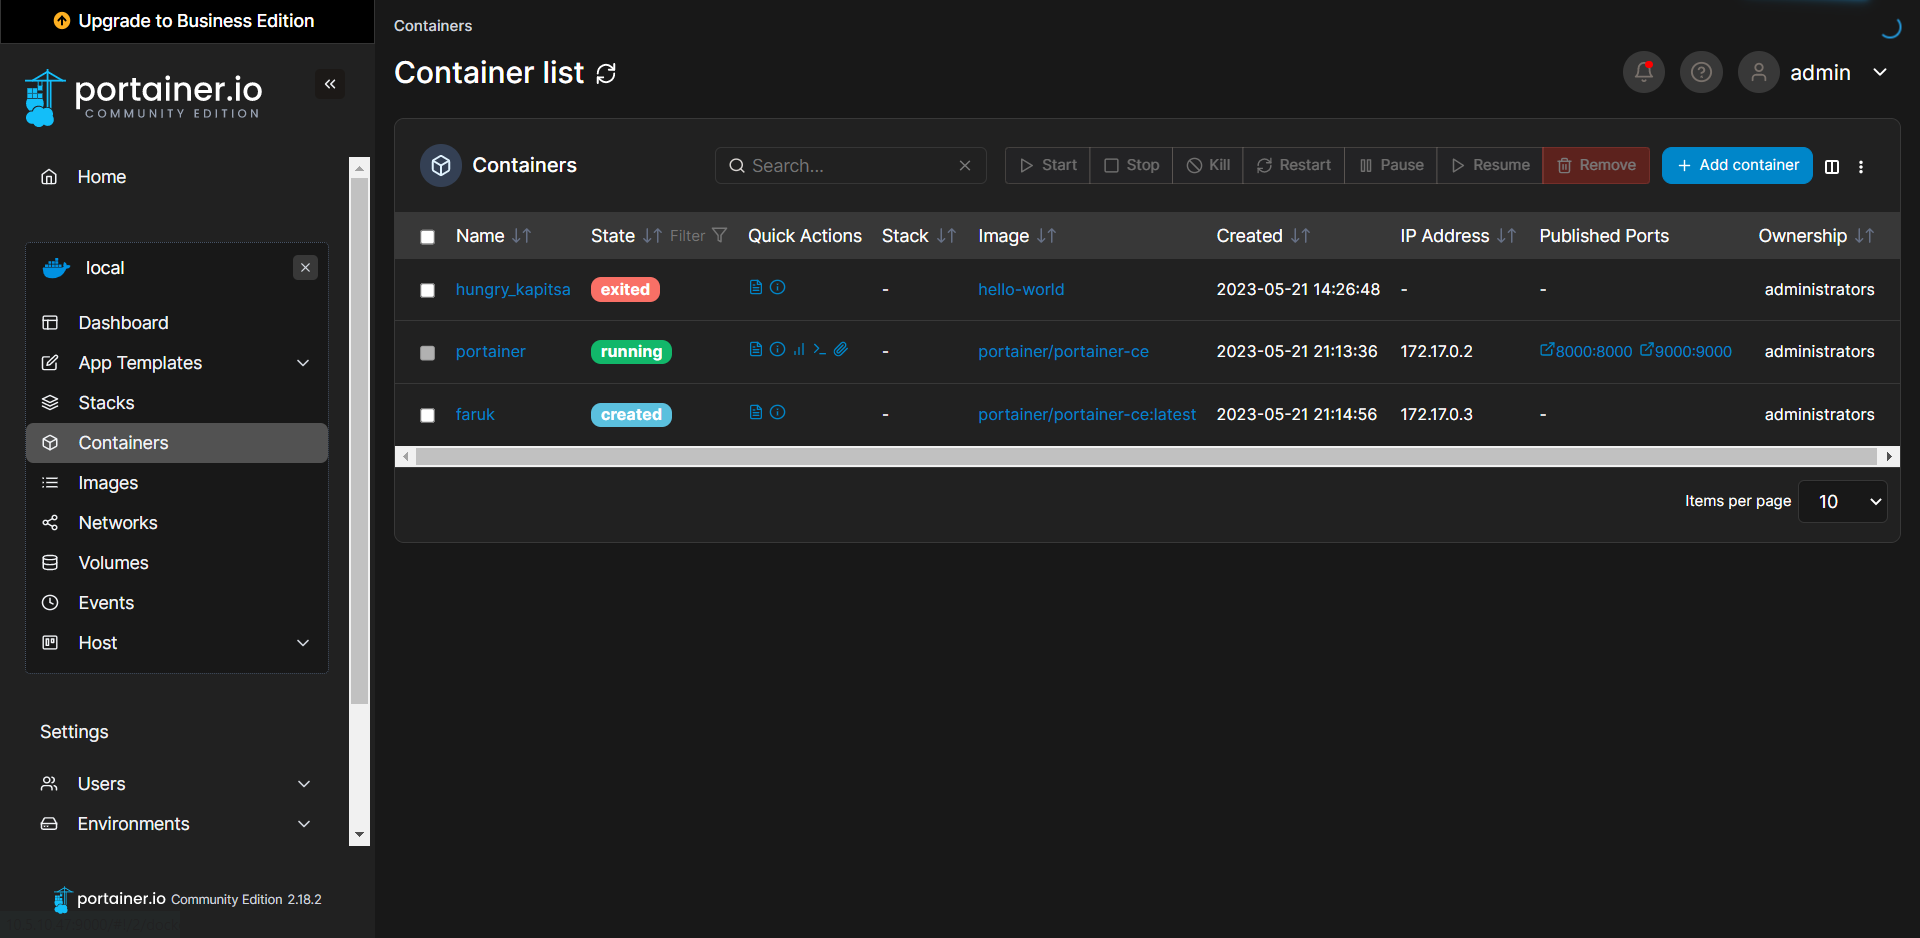 Upgrade to Business Edition
portainer.io
COMMUNITY EDITION
Home
local
Dashboard
App Templates
Stacks
Containers
Images
Networks
Volumes
Events
Host
Settings
Users
Environments
portainer.io Community Edition 2.18.2
Containers
Container list
admin
Containers
Search...
Start Stop Kill Restart Pause Resume Remove
Add container
Name State Filter Quick Actions Stack Image Created IP Address Published Ports Ownership
hungry_kapitsa exited - hello-world 2023-05-21 14:26:48 - - administrators
portainer running - portainer/portainer-ce 2023-05-21 21:13:36 172.17.0.2 8000:8000 9000:9000 administrators
faruk created - portainer/portainer-ce:latest 2023-05-21 21:14:56 172.17.0.3 - administrators
Items per page 10